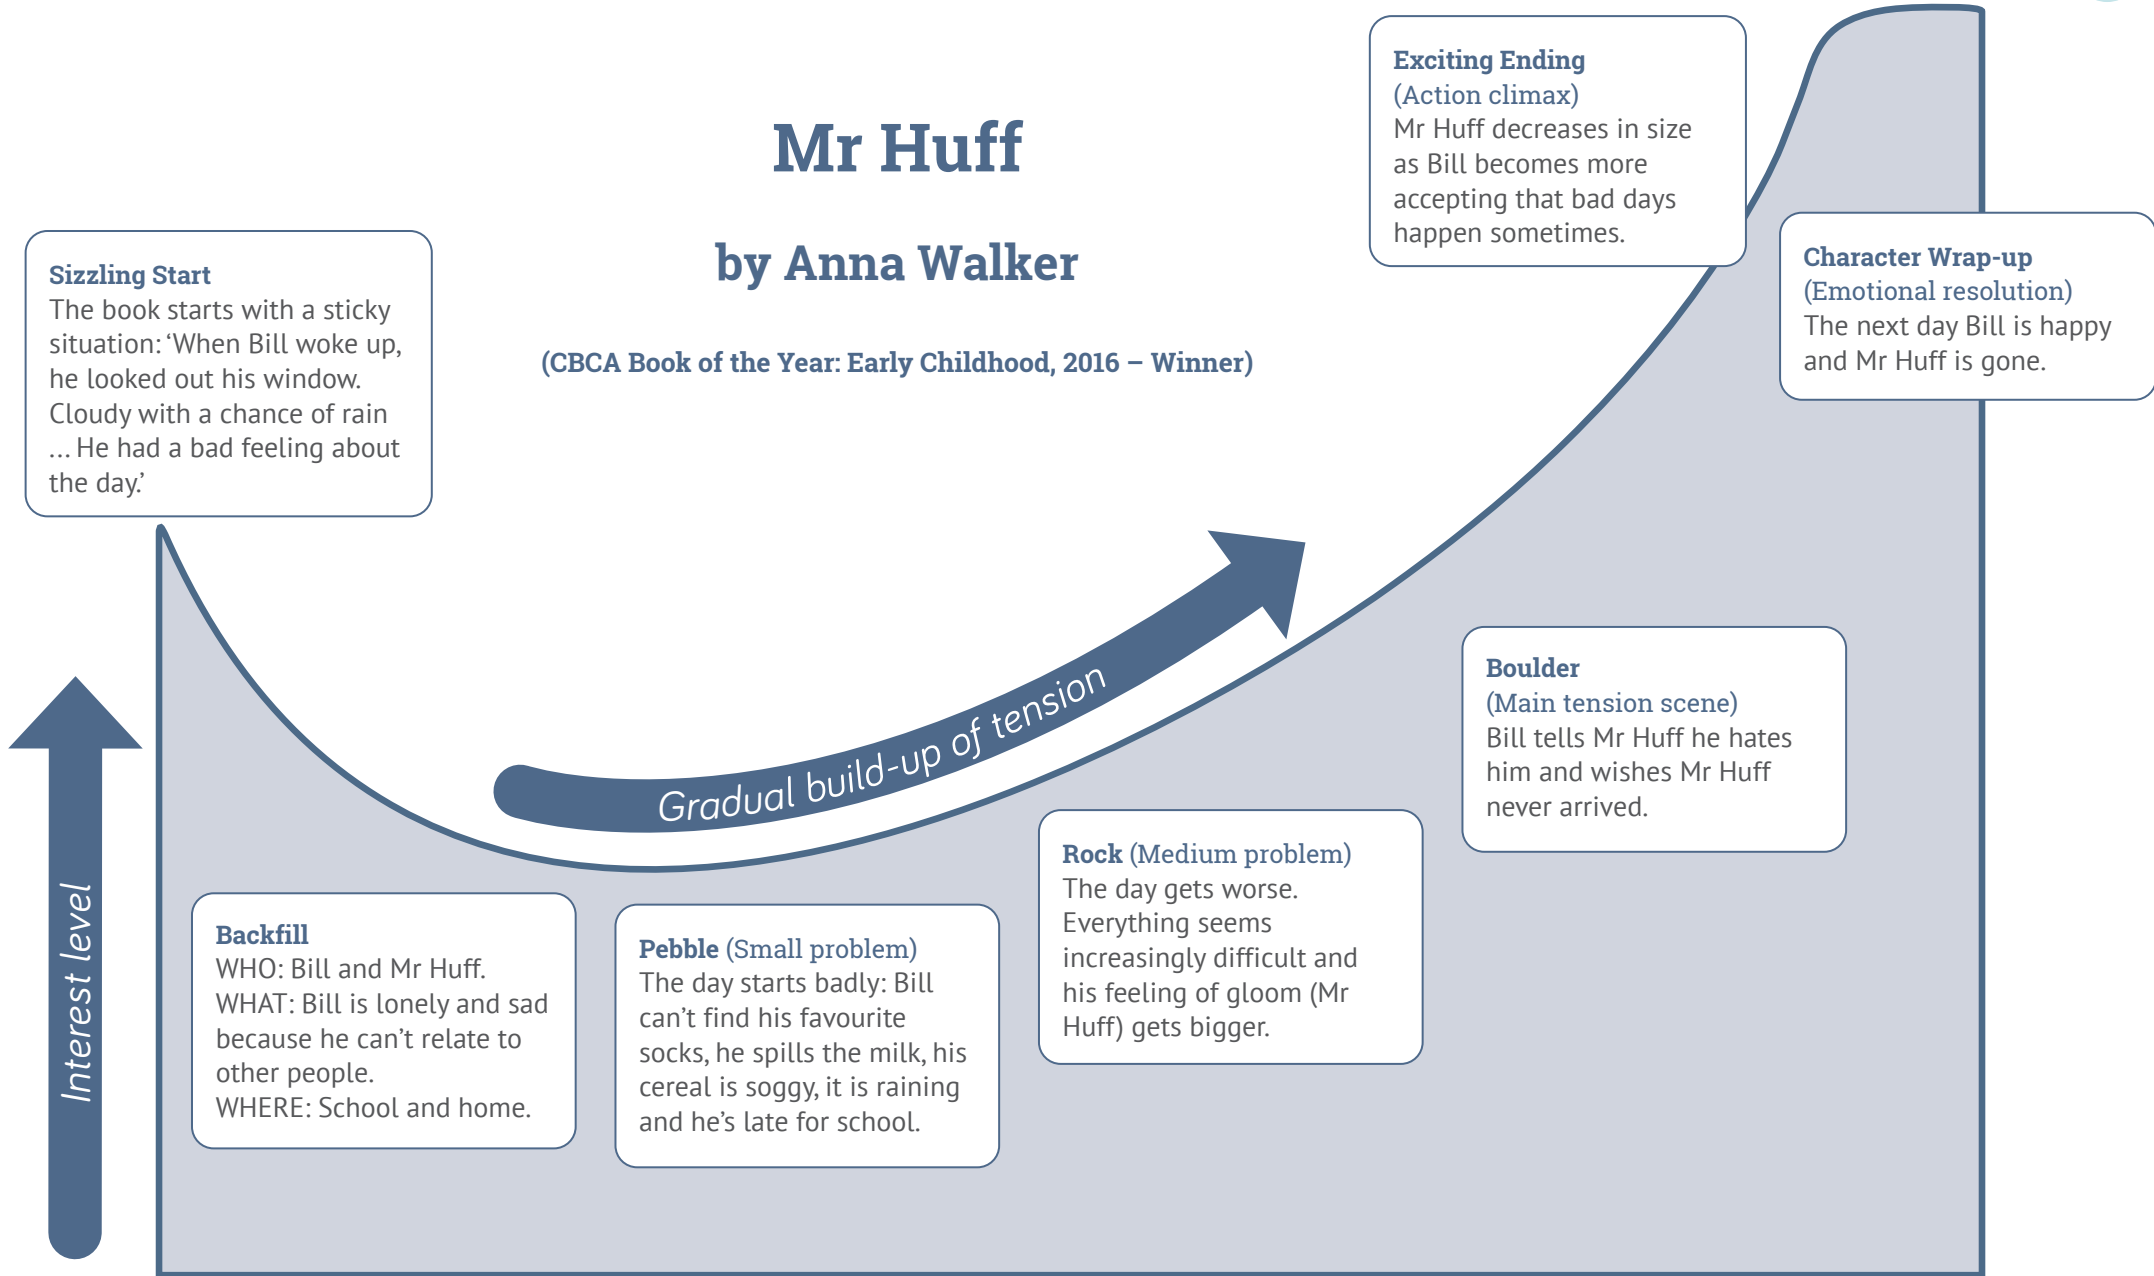 Mr Huff
by Anna Walker
(CBCA Book of the Year: Early Childhood, 2016 – Winner)
Sizzling Start
The book starts with a sticky
situation: ‘When Bill woke up,
he looked out his window.
Cloudy with a chance of rain
... He had a bad feeling about
the day.’
Interest level
Backfill
WHO: Bill and Mr Huff.
WHAT: Bill is lonely and sad
because he can’t relate to
other people.
WHERE: School and home.
Gradual build-up of tension
Pebble (Small problem)
The day starts badly: Bill
can’t find his favourite
socks, he spills the milk, his
cereal is soggy, it is raining
and he’s late for school.
Rock (Medium problem)
The day gets worse.
Everything seems
increasingly difficult and
his feeling of gloom (Mr
Huff) gets bigger.
Boulder
(Main tension scene)
Bill tells Mr Huff he hates
him and wishes Mr Huff
never arrived.
Exciting Ending
(Action climax)
Mr Huff decreases in size
as Bill becomes more
accepting that bad days
happen sometimes.
Character Wrap-up
(Emotional resolution)
The next day Bill is happy
and Mr Huff is gone.